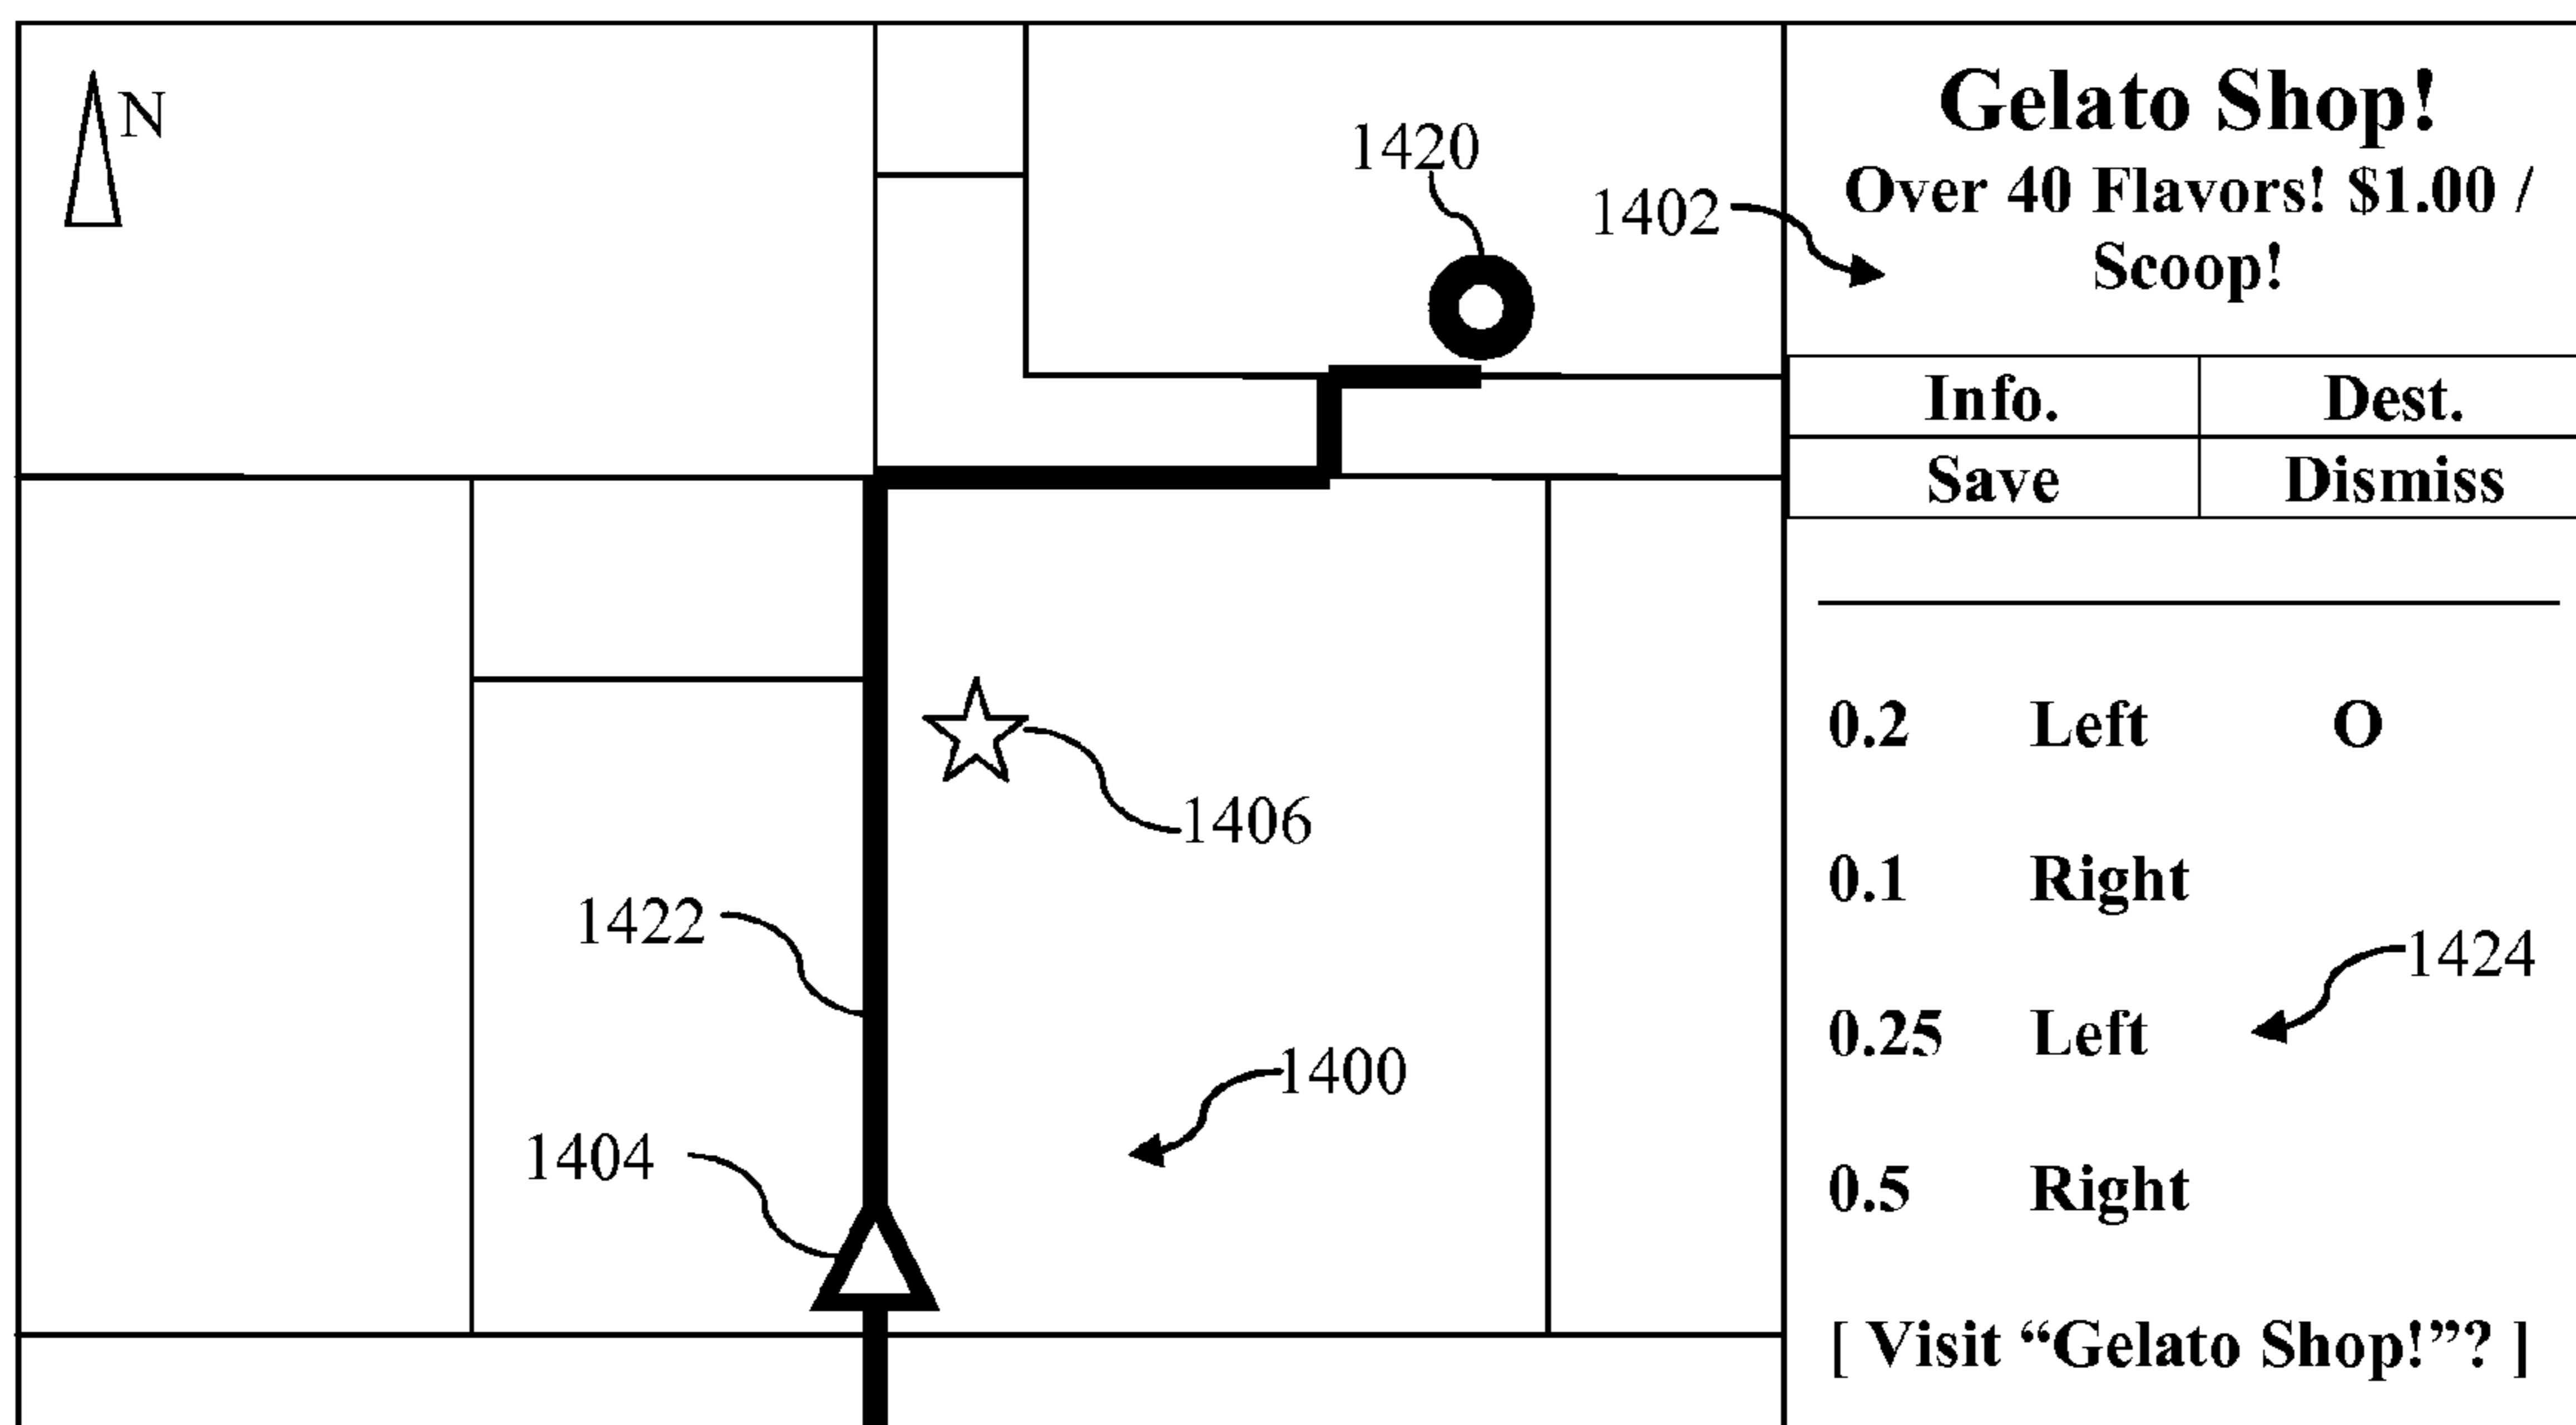 N
1420
1402
1406
1422
1400
1404
Gelato Shop!
Over 40 Flavors! $1.00 /
Scoop!
Info. Dest.
Save Dismiss
0.2 Left O
0.1 Right
1424
0.25 Left
0.5 Right
[ Visit “Gelato Shop!”? ]